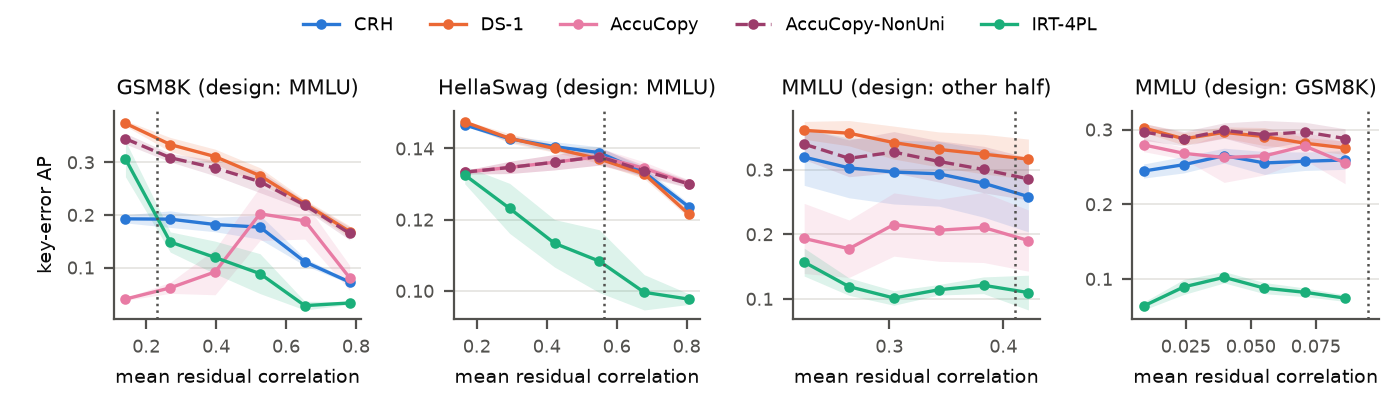 CRH DS-1 AccuCopy AccuCopy-NonUni IRT-4PL
GSM8K (design: MMLU) HellaSwag (design: MMLU) MMLU (design: other half) MMLU (design: GSM8K)
key-error AP
0.3
0.2
0.1
0.14
0.12
0.10
0.3
0.2
0.1
0.3
0.2
0.1
0.2 0.4 0.6 0.8
0.2 0.4 0.6 0.8
0.3 0.4
0.025 0.050 0.075
mean residual correlation mean residual correlation mean residual correlation mean residual correlation